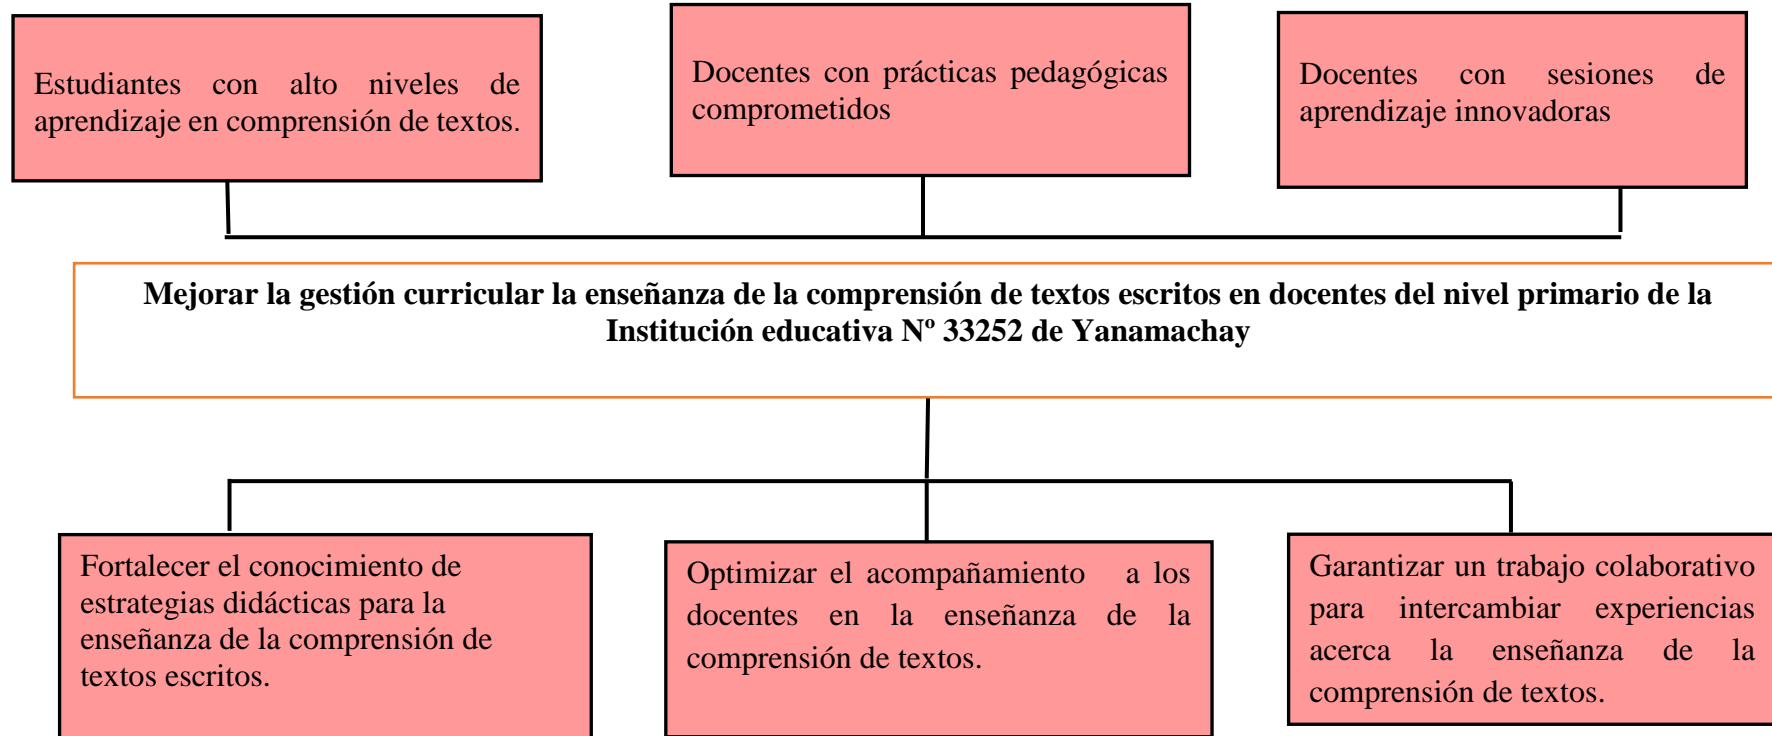 Estudiantes con alto niveles de
aprendizaje en comprensión de textos.
Docentes con prácticas pedagógicas
comprometidos
Docentes con sesiones de
aprendizaje innovadoras
Mejorar la gestión curricular la enseñanza de la comprensión de textos escritos en docentes del nivel primario de la
Institución educativa Nº 33252 de Yanamachay
Fortalecer el conocimiento de
estrategias didácticas para la
enseñanza de la comprensión de
textos escritos.
Optimizar el acompañamiento a los
docentes en la enseñanza de la
comprensión de textos.
Garantizar un trabajo colaborativo
para intercambiar experiencias
acerca la enseñanza de la
comprensión de textos.